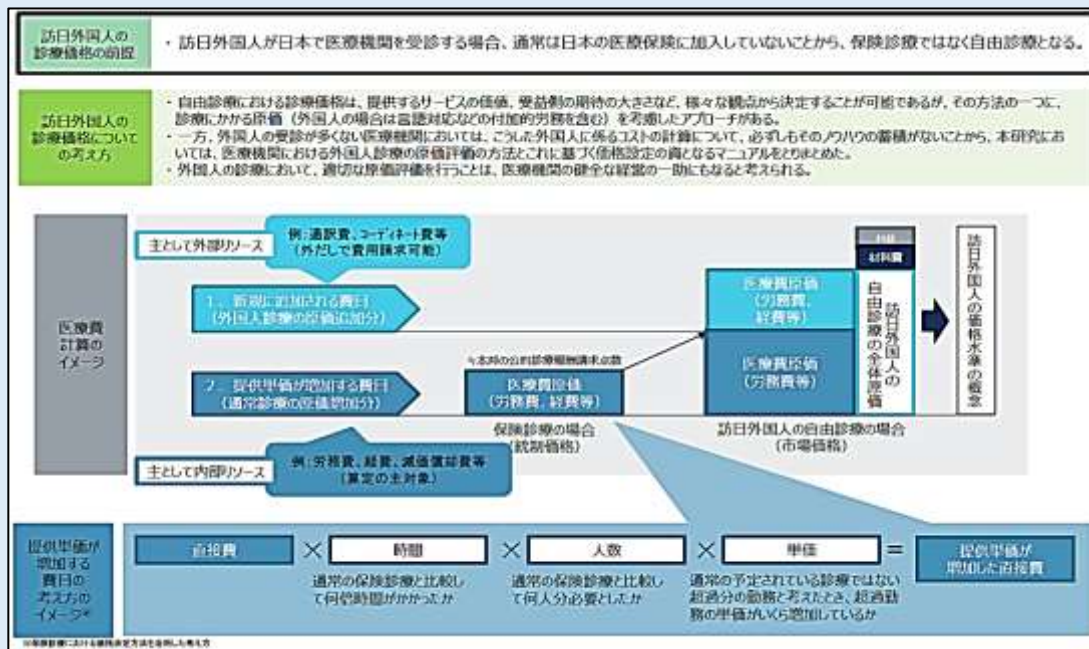 訪日外国人の
診療価格の前提
・訪日外国人が日本で医療機関を受診する場合、通常は日本の医療保険に加入していないことから、保険診療ではなく自由診療となる。
訪日外国人の
診療価格について
の考え方
・自由診療における診療価格は、提供するサービスの価値、受益側の期待の大きさなど、様々な観点から決定することが可能であるが、その方法の一つに、
診療にかかる原価（外国人の場合は言語対応などの付加的労務を含む）を考慮したアプローチがある。
・一方、外国人の受診が多くない医療機関においては、こうした外国人に係るコストの計算について、必ずしもそのノウハウの蓄積がないことから、本研究に
おいては、医療機関における外国人診療の原価評価の方法とこれに基づく価格設定の資となるマニュアルをとりまとめた。
・外国人の診療において、適切な原価評価を行うことは、医療機関の健全な経営の一助にもなると考えられる。
医療費
計算の
イメージ
主として外部リソース
例：通訳費、コーディネート費等
（外だしで費用請求可能）
1．新規に追加される費目
（外国人診療の原価追加分）
2．提供単価が増加する費目
（通常診療の原価増加分）
主として内部リソース
例：労務費、経費、減価償却費等
（算定の主対象）
医療費原価
（労務費、経費等）
保険診療の場合
（統制価格）
医療費原価
（労務費、
経費等）
医療費原価
（労務費等）
訪日外国人の自由診療の場合
（市場価格）
材料費
訪日外国人の
自由診療の全体原価
訪日外国人の価格水準の概念
提供単価が
増加する
費目の
考え方の
イメージ※
直接費
×
時間
×
人数
×
単価
=
提供単価が
増加した直接費
通常の保険診療と比較し
て何倍時間がかかったか
通常の保険診療と比較し
て何人分必要としたか
通常の予定されている診療ではない
超過分の勤務と考えたとき、超過勤
務の単価がいくら増加しているか